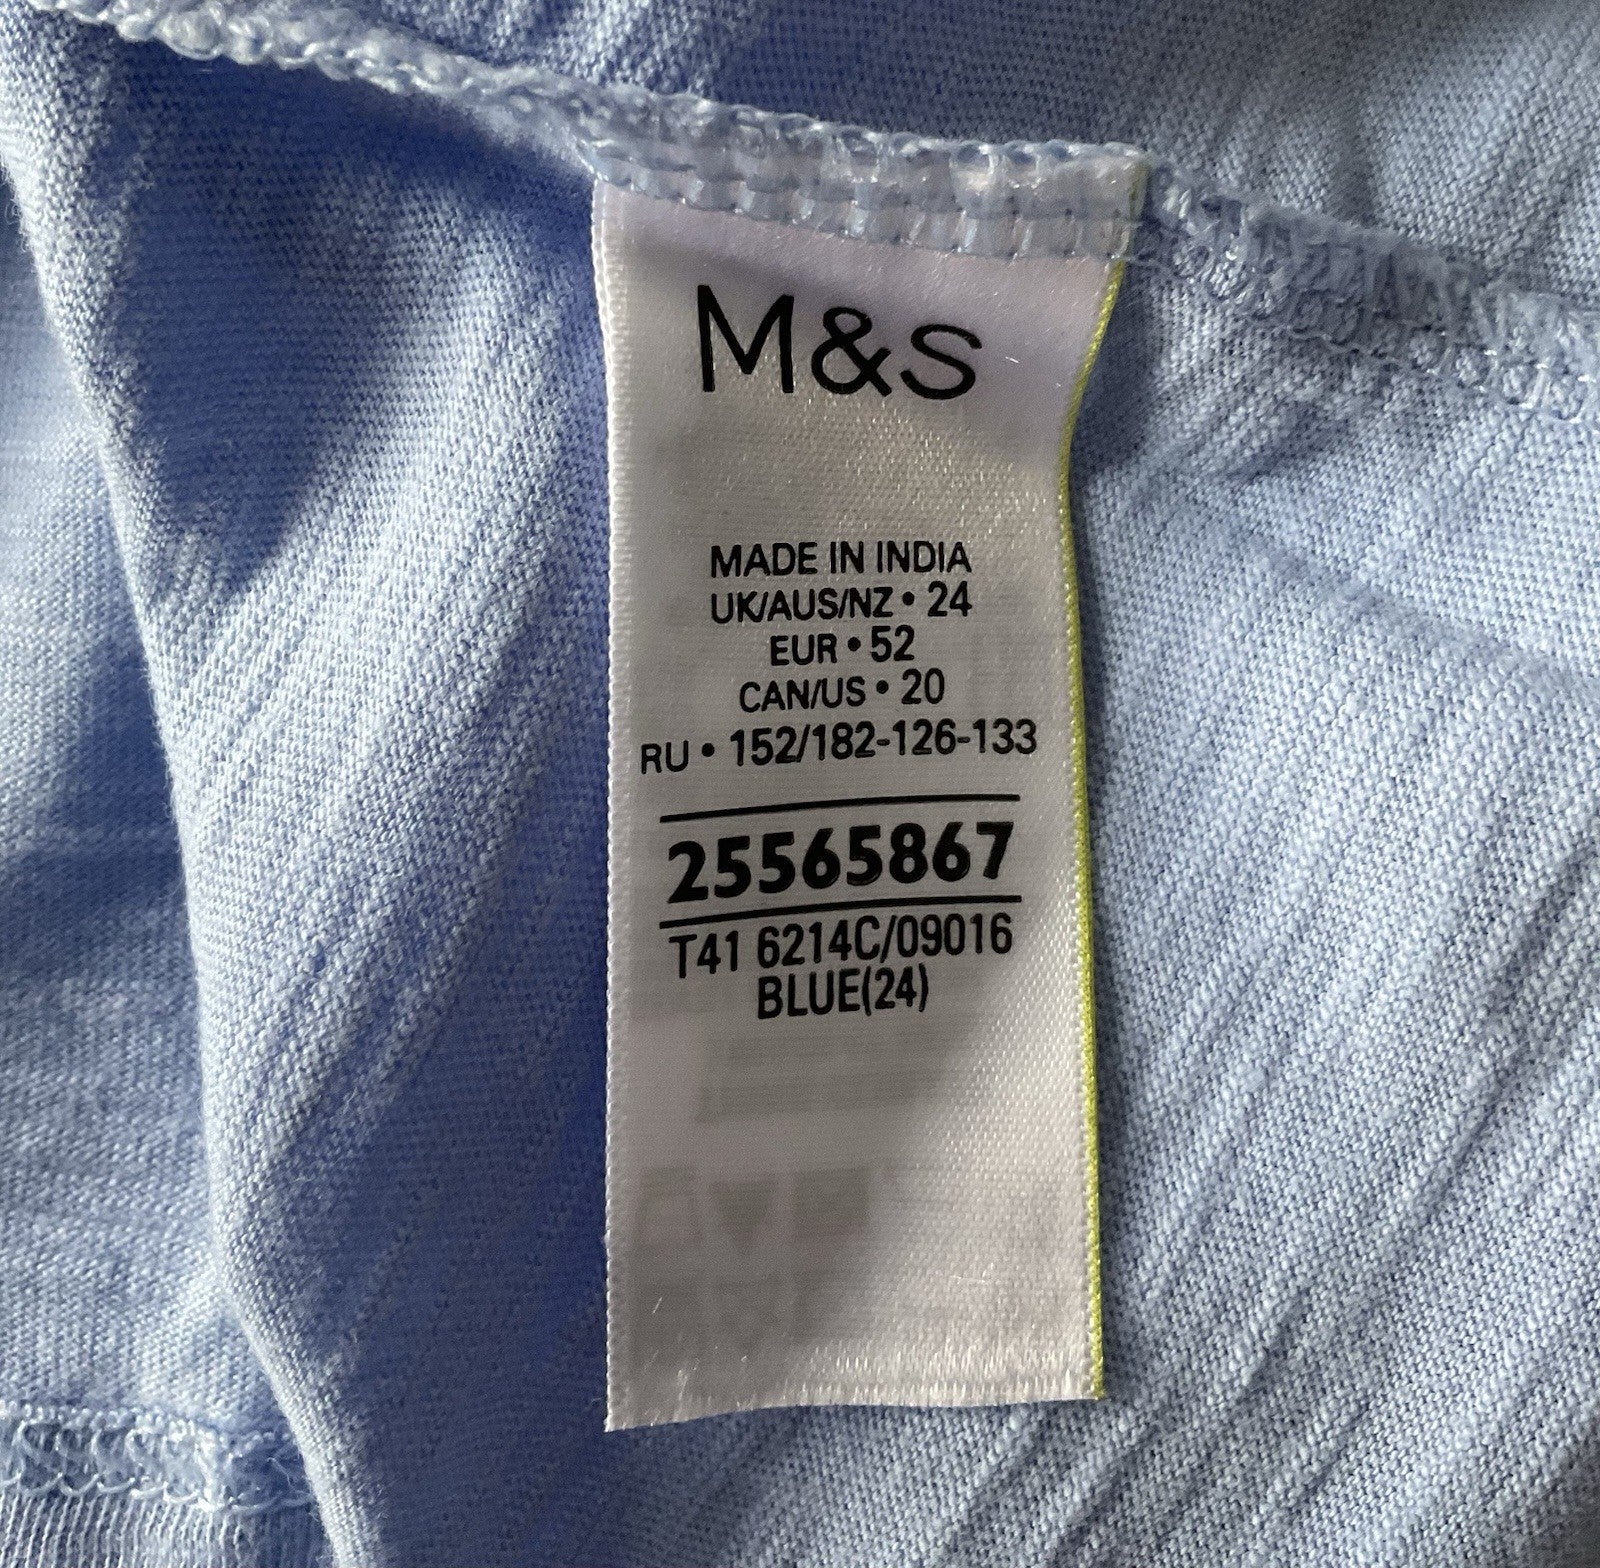 M&S
MADE IN INDIA
UK/AUS/NZ • 24
EUR • 52
CAN/US • 20
RU • 152/182-126-133
25565867
T41 6214C/09016
BLUE(24)